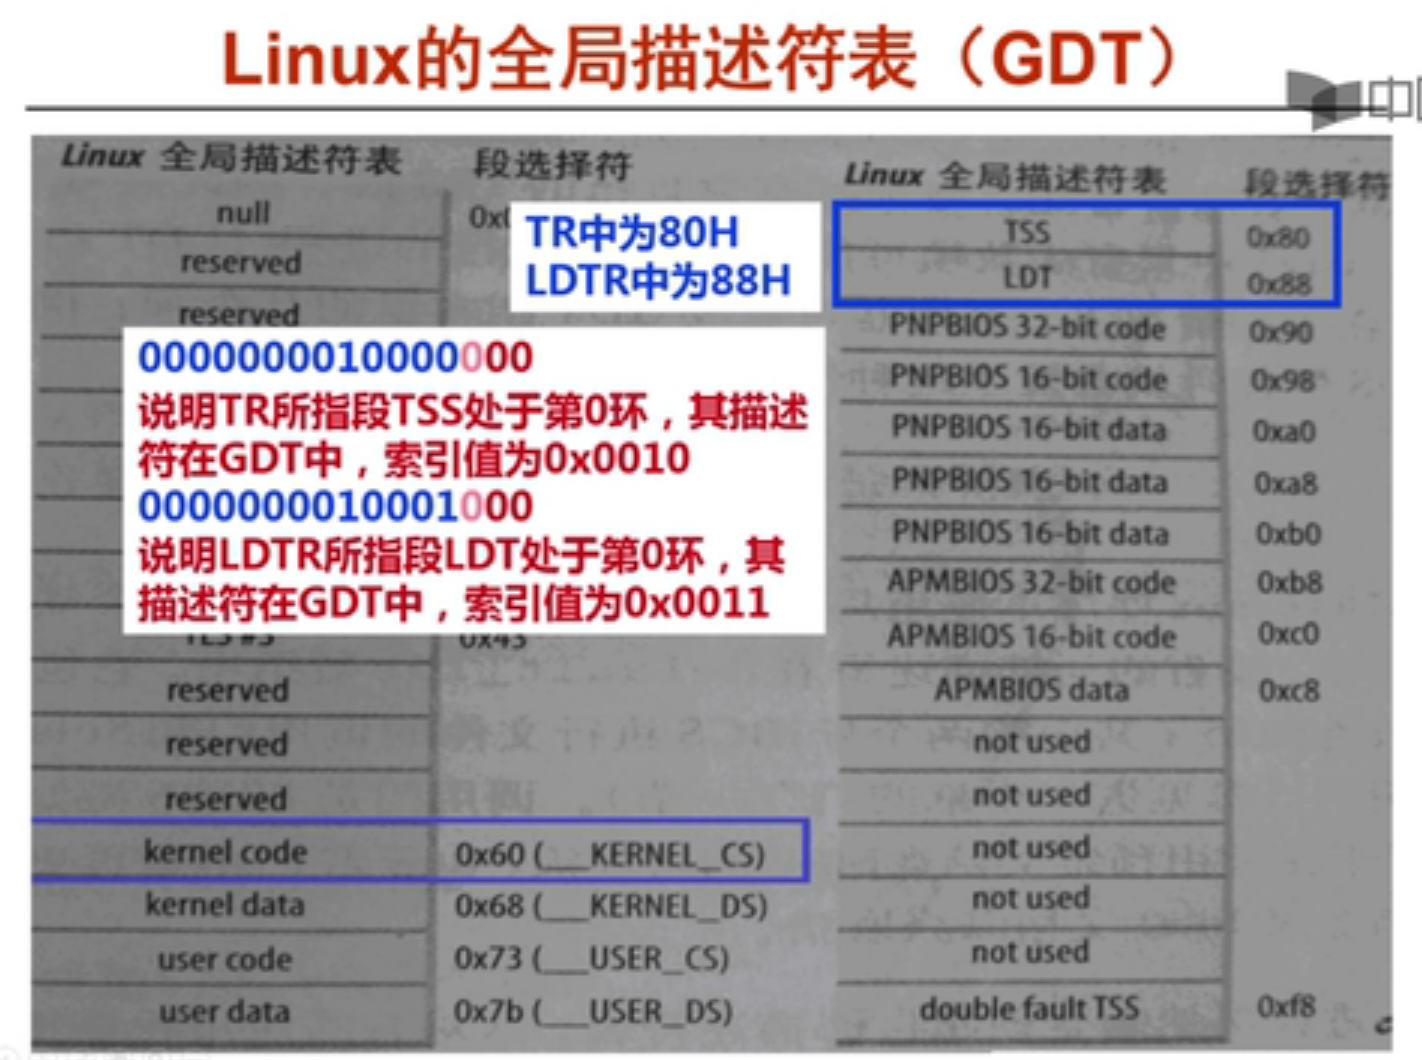 Linux的全局描述符表（GDT）
Linux 全局描述符表 段选择符
null
reserved
reserved
TR中为80H
LDTR中为88H
0000000010000000
说明TR所指段TSS处于第0环，其描述
符在GDT中，索引值为0x0010
0000000010001000
说明LDTR所指段LDT处于第0环，其
描述符在GDT中，索引值为0x0011
TLS #3 0x43
reserved
reserved
reserved
kernel code 0x60 (__KERNEL_CS)
kernel data 0x68 (__KERNEL_DS)
user code 0x73 (__USER_CS)
user data 0x7b (__USER_DS)
Linux 全局描述符表 段选择符
TSS 0x80
LDT 0x88
PNPBIOS 32-bit code 0x90
PNPBIOS 16-bit code 0x98
PNPBIOS 16-bit data 0xa0
PNPBIOS 16-bit data 0xa8
PNPBIOS 16-bit data 0xb0
APMBIOS 32-bit code 0xb8
APMBIOS 16-bit code 0xc0
APMBIOS data 0xc8
not used
not used
not used
not used
not used
double fault TSS 0xf8